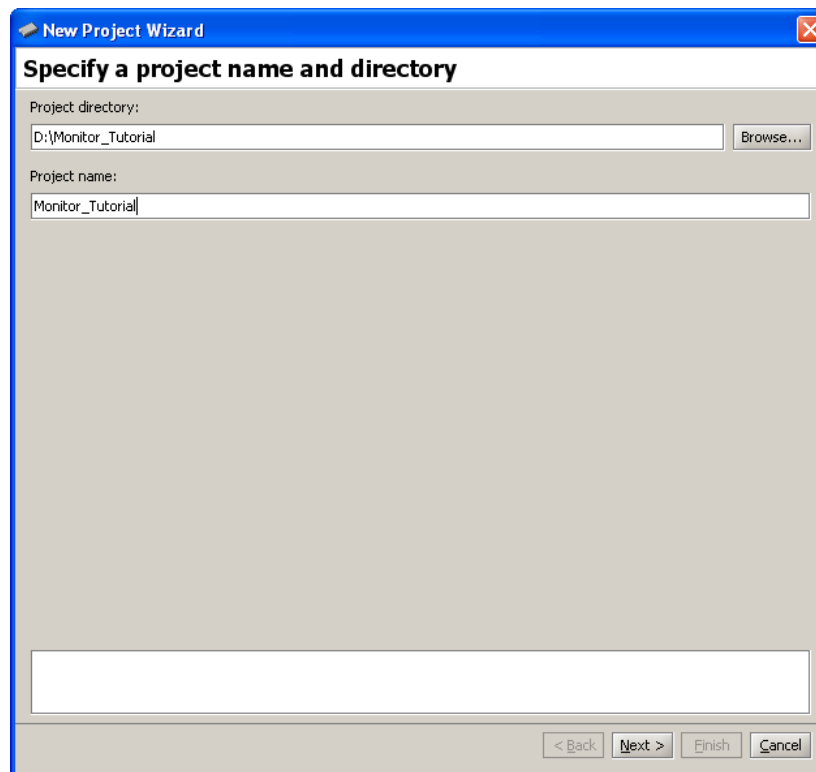 New Project Wizard
Specify a project name and directory
Project directory:
D:\Monitor_Tutorial
Browse...
Project name:
Monitor_Tutorial
< Back Next > Finish Cancel